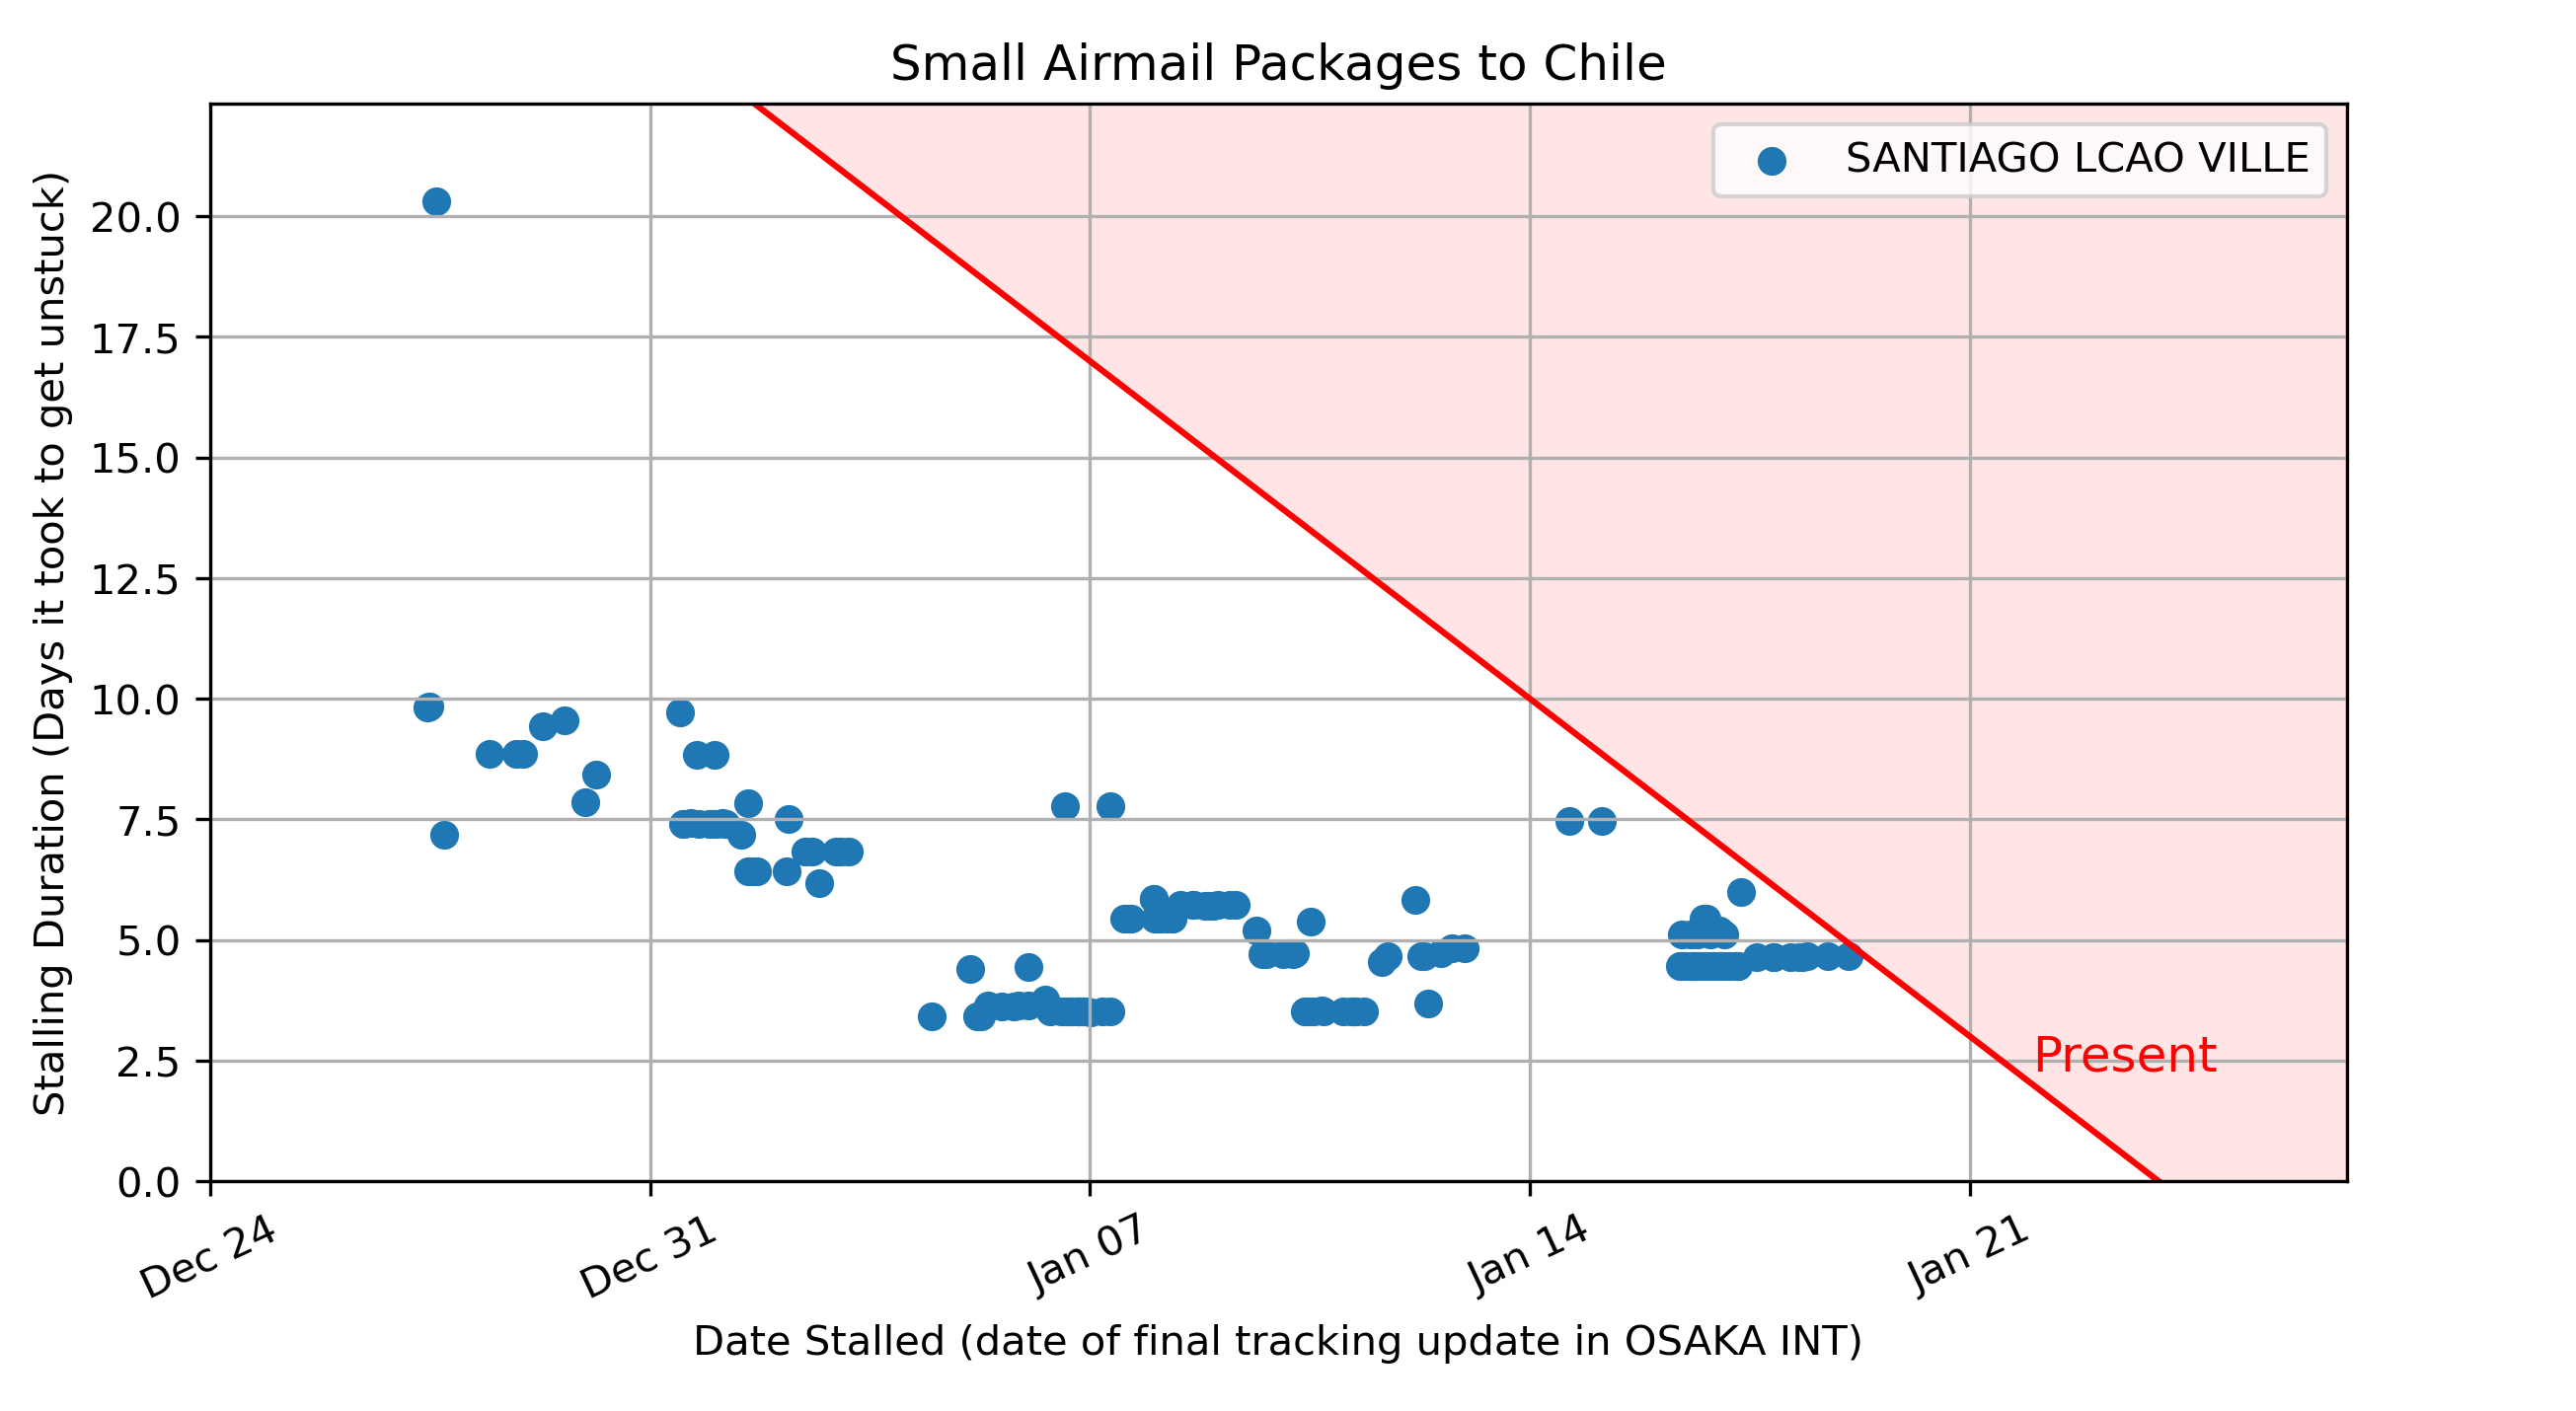 Small Airmail Packages to Chile
SANTIAGO LCAO VILLE
Stalling Duration (Days it took to get unstuck)
20.0
17.5
15.0
12.5
10.0
7.5
5.0
2.5
0.0
Present
Dec 24
Dec 31
Jan 07
Jan 14
Jan 21
Date Stalled (date of final tracking update in OSAKA INT)